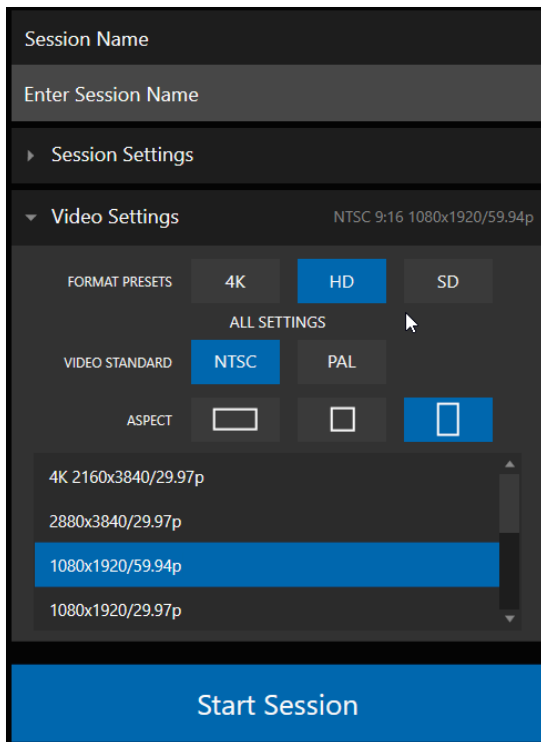 Session Name
Enter Session Name
Session Settings
Video Settings NTSC 9:16 1080x1920/59.94p
FORMAT PRESETS 4K HD SD
ALL SETTINGS
VIDEO STANDARD NTSC PAL
ASPECT
4K 2160x3840/29.97p
2880x3840/29.97p
1080x1920/59.94p
1080x1920/29.97p
Start Session